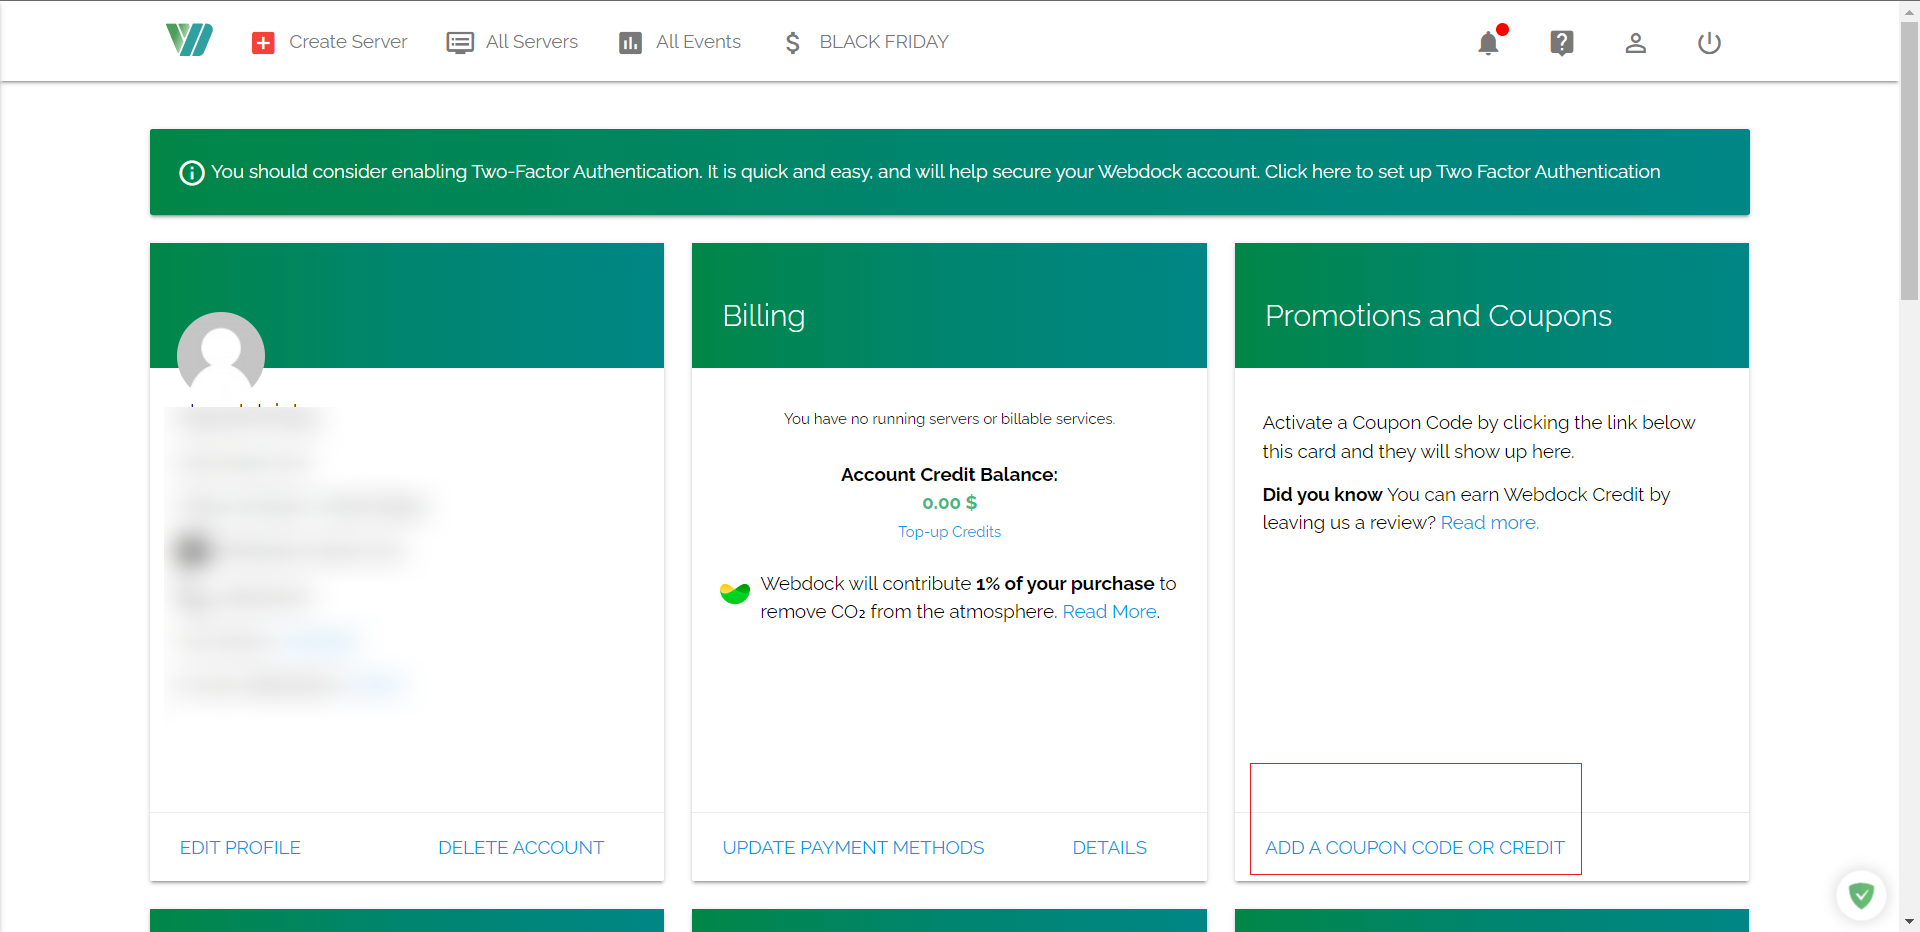 Create Server
All Servers
All Events
BLACK FRIDAY
You should consider enabling Two-Factor Authentication. It is quick and easy, and will help secure your Webdock account. Click here to set up Two Factor Authentication
EDIT PROFILE
DELETE ACCOUNT
Billing
You have no running servers or billable services.
Account Credit Balance:
0.00 $
Top-up Credits
Webdock will contribute 1% of your purchase to
remove CO₂ from the atmosphere. Read More.
UPDATE PAYMENT METHODS
DETAILS
Promotions and Coupons
Activate a Coupon Code by clicking the link below
this card and they will show up here.
Did you know You can earn Webdock Credit by
leaving us a review? Read more.
ADD A COUPON CODE OR CREDIT